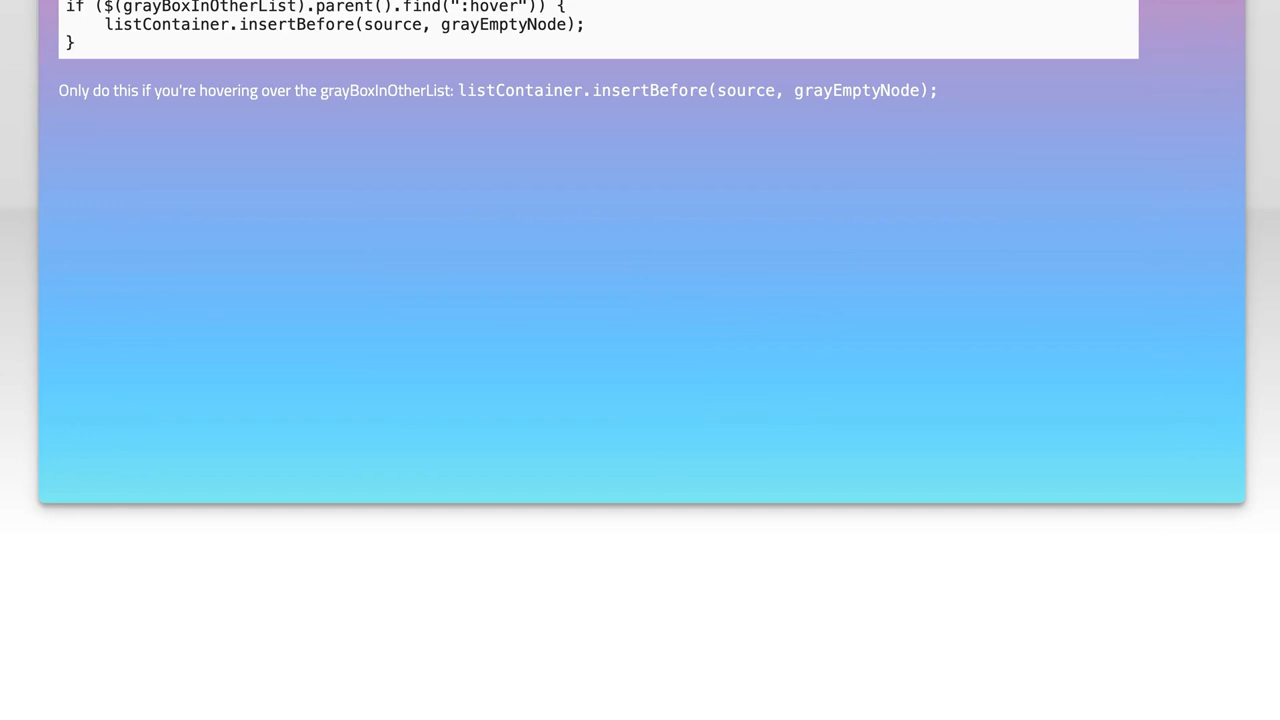 if ($(grayBoxInOtherList).parent().find(":hover")) {
    listContainer.insertBefore(source, grayEmptyNode);
}
Only do this if you're hovering over the grayBoxInOtherList: listContainer.insertBefore(source, grayEmptyNode);